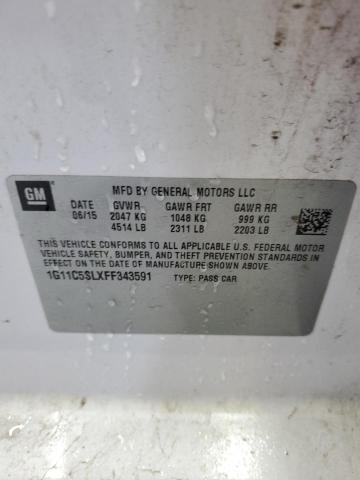 GM
MFD BY GENERAL MOTORS LLC
DATE GVWR GAWR FRT GAWR RR
06/15 2047 KG 1048 KG 999 KG
4514 LB 2311 LB 2203 LB
THIS VEHICLE CONFORMS TO ALL APPLICABLE U.S. FEDERAL MOTOR
VEHICLE SAFETY, BUMPER, AND THEFT PREVENTION STANDARDS IN
EFFECT ON THE DATE OF MANUFACTURE SHOWN ABOVE.
1G11C5SLXFF343591 TYPE: PASS CAR